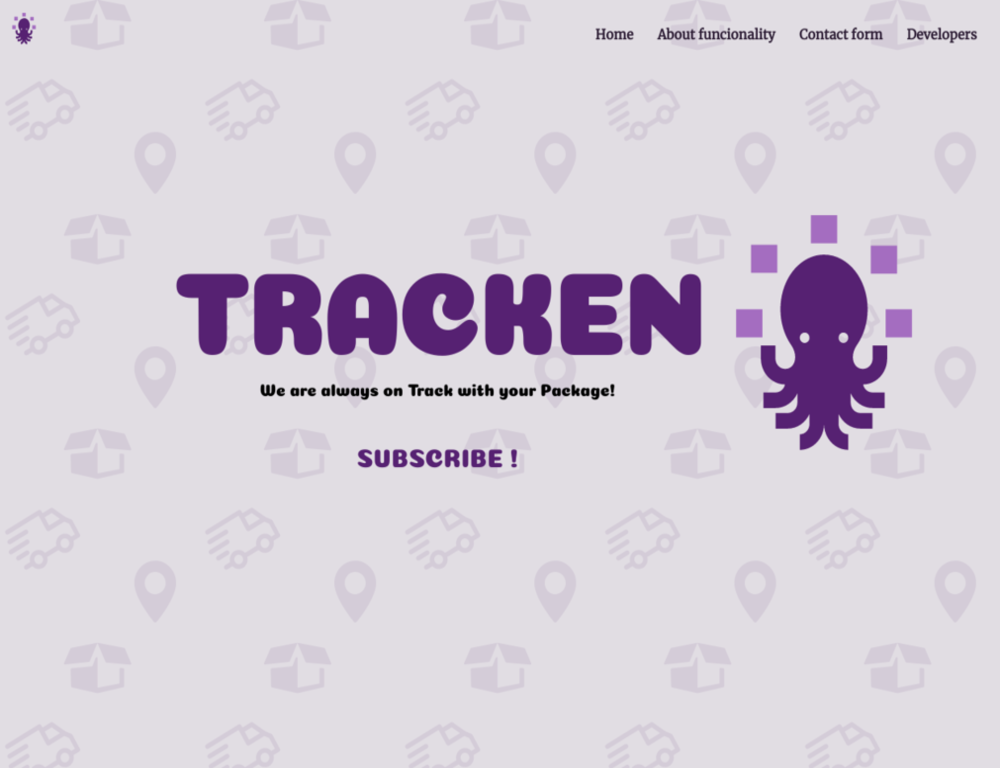 Home About funcionality Contact form Developers
TRACKEN
We are always on Track with your Package!
SUBSCRIBE !